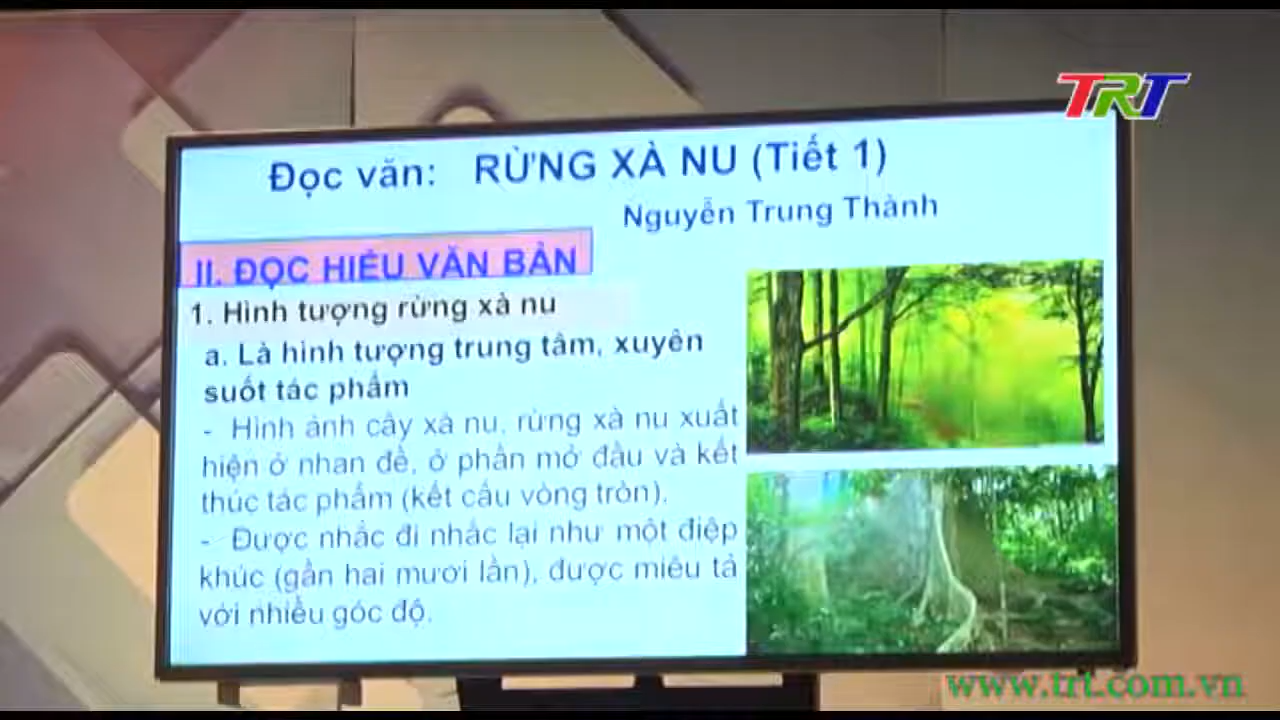 TRT
Đọc văn: RỪNG XÀ NU (Tiết 1)
Nguyễn Trung Thành
II. ĐỌC HIỂU VĂN BẢN
1. Hình tượng rừng xà nu
a. Là hình tượng trung tâm, xuyên
suốt tác phẩm
- Hình ảnh cây xà nu, rừng xà nu xuất
hiện ở nhan đề, ở phần mở đầu và kết
thúc tác phẩm (kết cấu vòng tròn).
- Được nhắc đi nhắc lại như một điệp
khúc (gần hai mươi lần), được miêu tả
với nhiều góc độ.
www.trt.com.vn